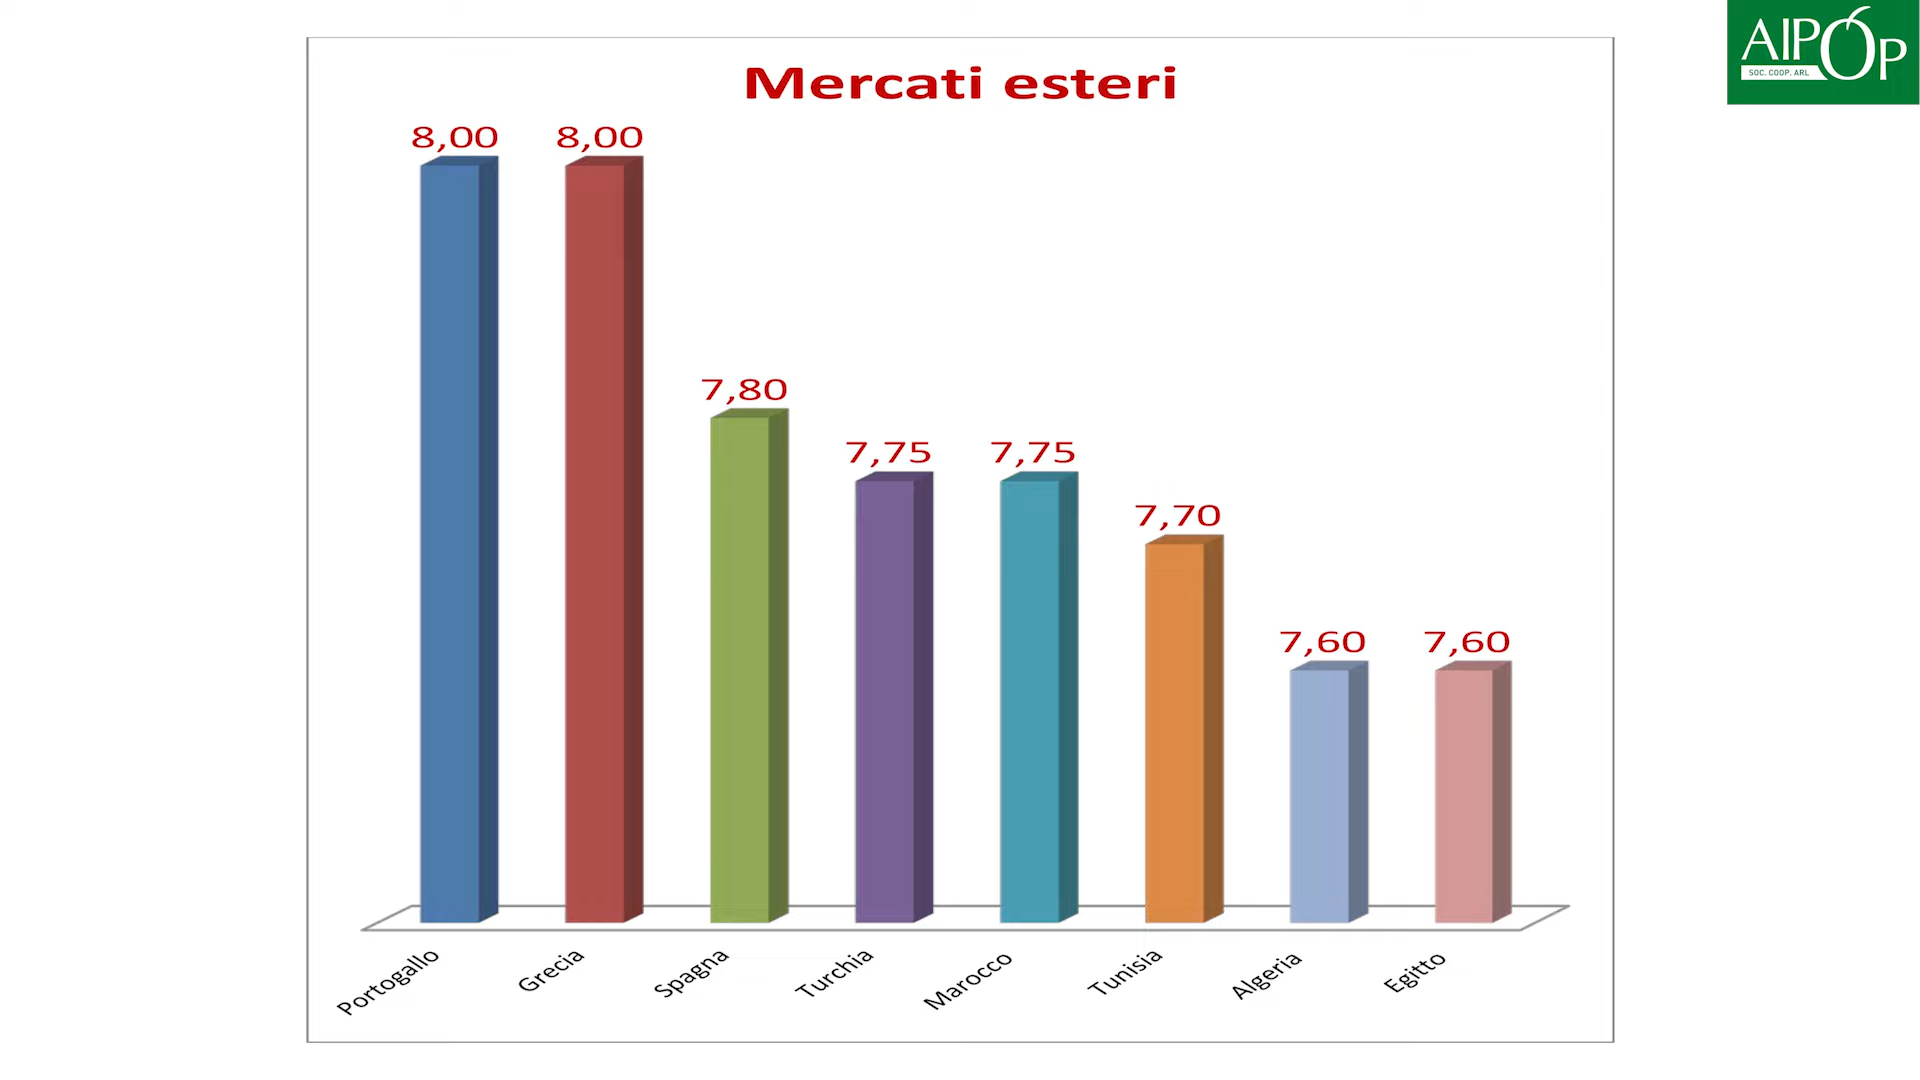 AIPOP
SOC. COOP. ARL
Mercati esteri
8,00 8,00
7,80
7,75 7,75
7,70
7,60 7,60
Portogallo Grecia Spagna Turchia Marocco Tunisia Algeria Egitto